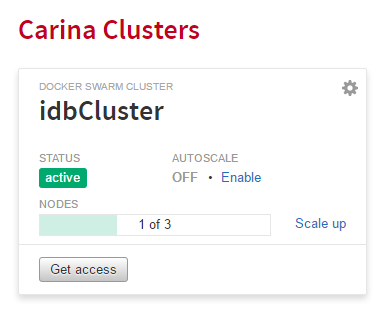 Carina Clusters
DOCKER SWARM CLUSTER
idbCluster
STATUS AUTOSCALE
active OFF • Enable
NODES
1 of 3 Scale up
Get access